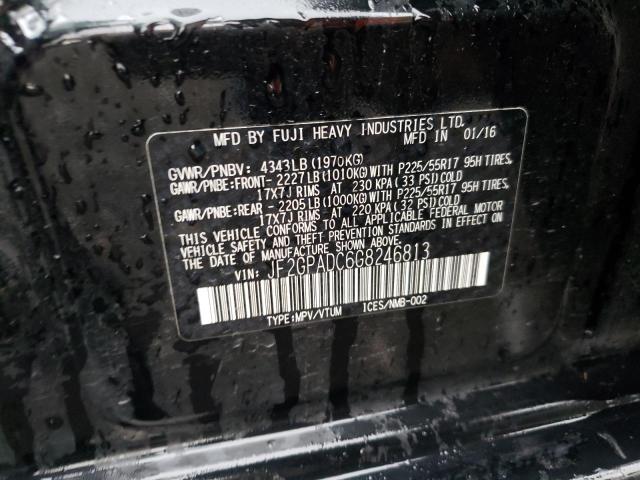 MFD BY FUJI HEAVY INDUSTRIES LTD.
MFD IN 01/16
GVWR/PNBV: 4343LB (1970KG)
GAWR/PNBE:FRONT- 2227LB(1010KG)WITH P225/55R17 95H TIRES,
17X7J RIMS AT 230 KPA(33 PSI)COLD
GAWR/PNBE:REAR - 2205LB(1000KG)WITH P225/55R17 95H TIRES,
17X7J RIMS AT 220 KPA(32 PSI)COLD
THIS VEHICLE CONFORMS TO ALL APPLICABLE FEDERAL MOTOR
VEHICLE SAFETY, BUMPER, AND THEFT PREVENTION STANDARDS
IN EFFECT ON THE DATE OF MANUFACTURE SHOWN ABOVE.
VIN: JF2GPADC6G8246813
TYPE:MPV/VTUM ICES/NMB-002